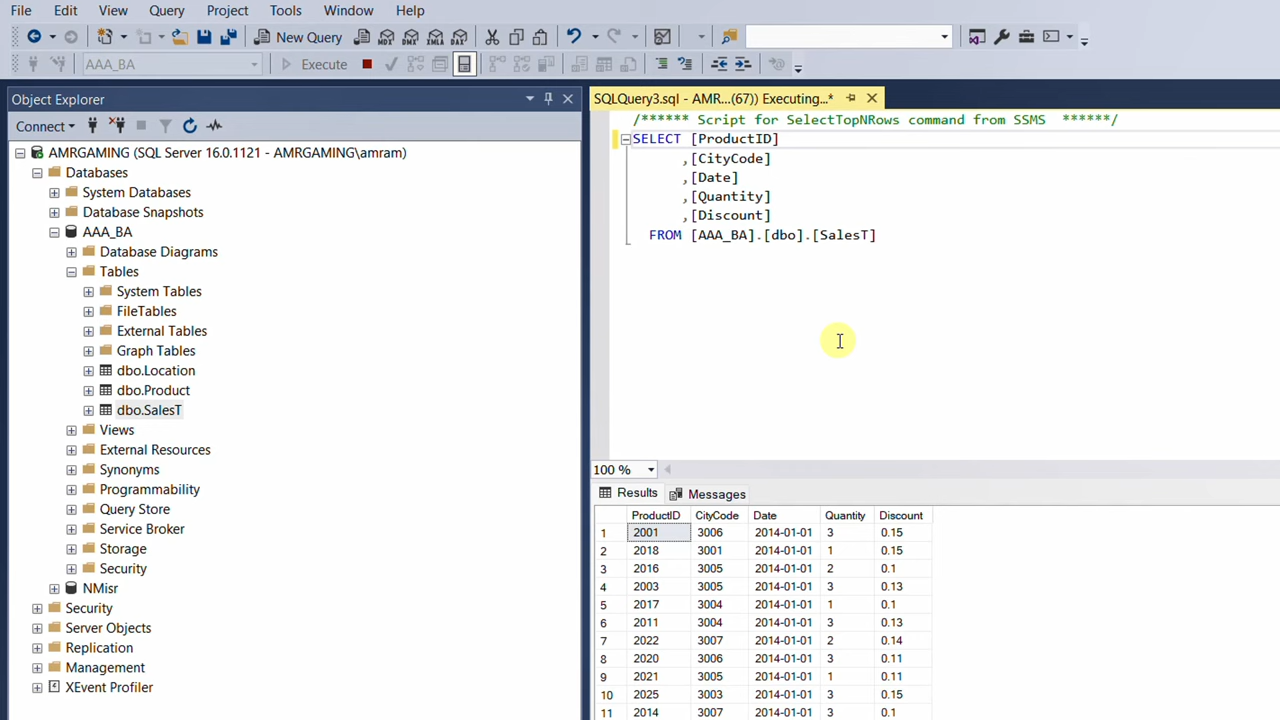 File Edit View Query Project Tools Window Help
New Query MDX DMX XMLA DAX
AAA_BA Execute
Object Explorer
Connect
AMRGAMING (SQL Server 16.0.1121 - AMRGAMING\amram)
Databases
System Databases
Database Snapshots
AAA_BA
Database Diagrams
Tables
System Tables
FileTables
External Tables
Graph Tables
dbo.Location
dbo.Product
dbo.SalesT
Views
External Resources
Synonyms
Programmability
Query Store
Service Broker
Storage
Security
NMisr
Security
Server Objects
Replication
Management
XEvent Profiler
SQLQuery3.sql - AMR...(67)) Executing...*
/****** Script for SelectTopNRows command from SSMS ******/
SELECT [ProductID]
,[CityCode]
,[Date]
,[Quantity]
,[Discount]
FROM [AAA_BA].[dbo].[SalesT]
100 %
Results Messages
ProductID CityCode Date Quantity Discount
1 2001 3006 2014-01-01 3 0.15
2 2018 3001 2014-01-01 1 0.15
3 2016 3005 2014-01-01 2 0.1
4 2003 3005 2014-01-01 3 0.13
5 2017 3004 2014-01-01 1 0.1
6 2011 3004 2014-01-01 3 0.13
7 2022 3007 2014-01-01 2 0.14
8 2020 3006 2014-01-01 3 0.11
9 2021 3005 2014-01-01 1 0.11
10 2025 3003 2014-01-01 3 0.15
11 2014 3007 2014-01-01 3 0.1